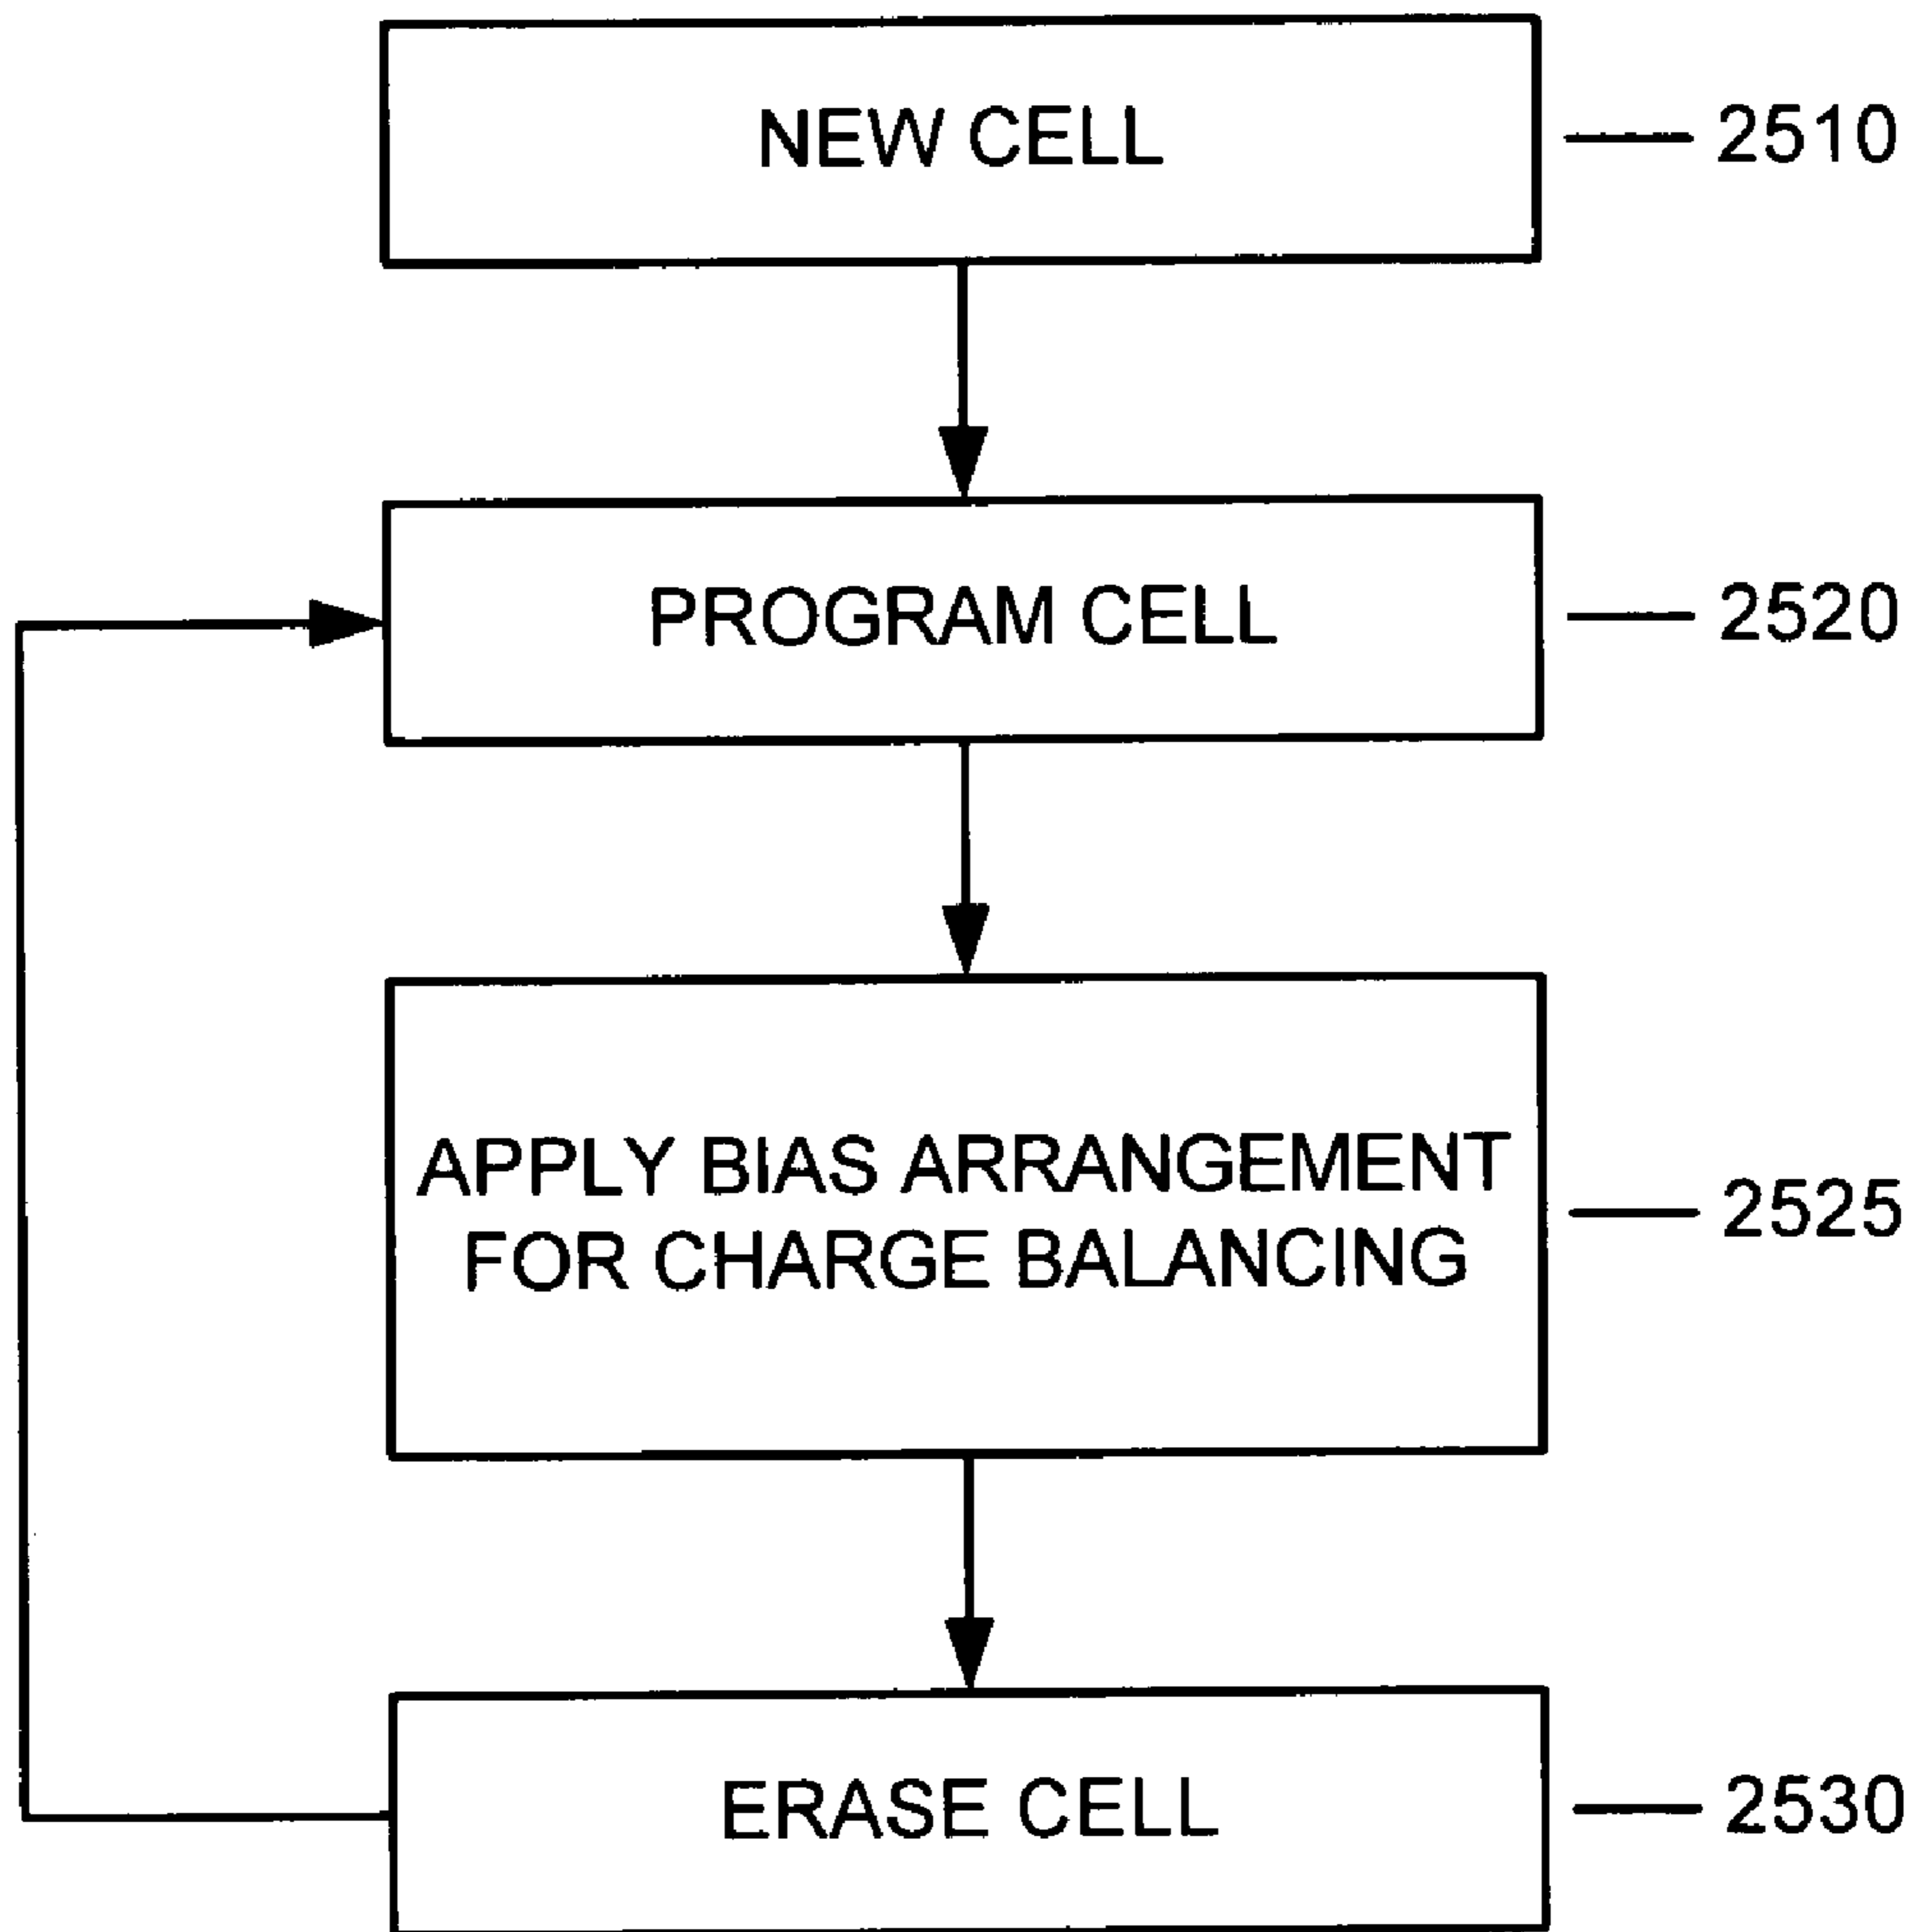 NEW CELL
2510
PROGRAM CELL
2520
APPLY BIAS ARRANGEMENT
FOR CHARGE BALANCING
2525
ERASE CELL
2530